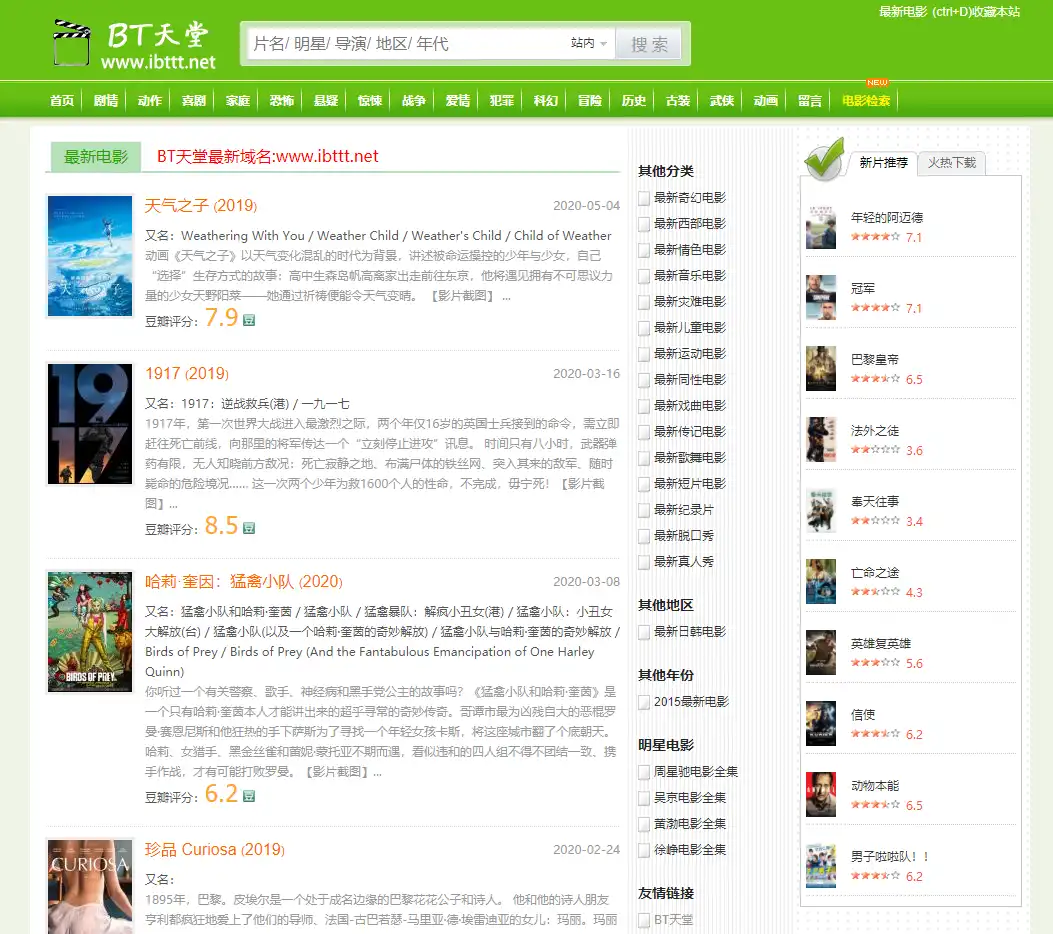 最新电影 (ctrl+D)收藏本站
BT天堂
www.ibttt.net
片名/ 明星/ 导演/ 地区/ 年代
站内
搜 索
NEW
首页 剧情 动作 喜剧 家庭 恐怖 悬疑 惊悚 战争 爱情 犯罪 科幻 冒险 历史 古装 武侠 动画 留言 电影检索
最新电影 BT天堂最新域名:www.ibttt.net
天气之子 (2019) 2020-05-04
又名：Weathering With You / Weather Child / Weather's Child / Child of Weather
动画《天气之子》以天气变化混乱的时代为背景，讲述被命运操控的少年与少女，自己
“选择”生存方式的故事：高中生森岛帆高离家出走前往东京，他将遇见拥有不可思议力
量的少女天野阳菜——她通过祈祷便能令天气变晴。 【影片截图】 ...
豆瓣评分：7.9 豆
1917 (2019) 2020-03-16
又名：1917：逆战救兵(港) / 一九一七
1917年，第一次世界大战进入最激烈之际，两个年仅16岁的英国士兵接到的命令，需立即
赶往死亡前线，向那里的将军传达一个“立刻停止进攻”讯息。 时间只有八小时，武器弹
药有限，无人知晓前方敌况：死亡寂静之地、布满尸体的铁丝网、突入其来的敌军、随时
毙命的危险境况...... 这一次两个少年为救1600个人的性命，不完成，毋宁死！【影片截
图】...
豆瓣评分：8.5 豆
19
17
哈莉·奎因：猛禽小队 (2020) 2020-03-08
又名：猛禽小队和哈莉·奎茵 / 猛禽小队 / 猛禽暴队：解痴小丑女(港) / 猛禽小队：小丑女
大解放(台) / 猛禽小队(以及一个哈莉·奎茵的奇妙解放) / 猛禽小队与哈莉·奎茵的奇妙解放 /
Birds of Prey / Birds of Prey (And the Fantabulous Emancipation of One Harley
Quinn)
你听过一个有关警察、歌手、神经病和黑手党公主的故事吗？《猛禽小队和哈莉·奎茵》是
一个只有哈莉·奎茵本人才能讲出来的超乎寻常的奇妙传奇。哥谭市最为凶残自大的恶棍罗
曼·赛恩尼斯和他狂热的手下萨斯为了寻找一个年轻女孩卡斯，将这座城市翻了个底朝天。
哈莉、女猎手、黑金丝雀和蕾妮·蒙托亚不期而遇，看似违和的四人组不得不团结一致、携
手作战，才有可能打败罗曼。【影片截图】...
豆瓣评分：6.2 豆
BIRDS OF PREY
珍品 Curiosa (2019) 2020-02-24
又名：
1895年，巴黎。皮埃尔是一个处于成名边缘的巴黎花花公子和诗人。 他和他的诗人朋友
亨利都疯狂地爱上了他们的导师、法国-古巴若瑟-马里亚·德·埃雷迪亚的女儿：玛丽。玛丽
CURIOSA
其他分类
最新奇幻电影
最新西部电影
最新情色电影
最新音乐电影
最新灾难电影
最新儿童电影
最新运动电影
最新同性电影
最新戏曲电影
最新传记电影
最新歌舞电影
最新短片电影
最新纪录片
最新脱口秀
最新真人秀
其他地区
最新日韩电影
其他年份
2015最新电影
明星电影
周星驰电影全集
吴京电影全集
黄渤电影全集
徐峥电影全集
友情链接
BT天堂
新片推荐 火热下载
年轻的阿迈德
7.1
冠军
7.1
巴黎皇帝
6.5
法外之徒
3.6
奉天往事
3.4
亡命之途
4.3
英雄复英雄
5.6
信使
6.2
动物本能
6.5
男子啦啦队！！
6.2